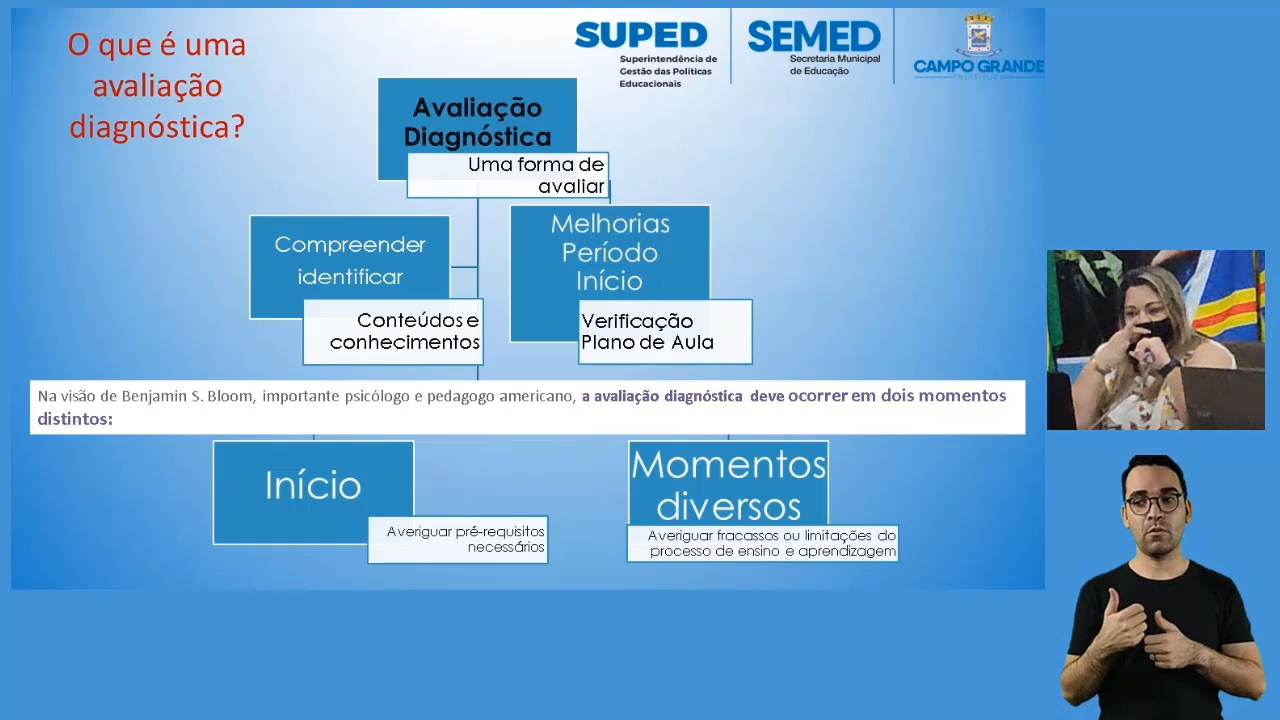 O que é uma
avaliação
diagnóstica?
SUPED
Superintendência de
Gestão das Políticas
Educacionais
SEMED
Secretaria Municipal
de Educação
CAMPO GRANDE
PREFEITURA
Avaliação
Diagnóstica
Uma forma de
avaliar
Compreender
identificar
Conteúdos e
conhecimentos
Melhorias
Período
Início
Verificação
Plano de Aula
Na visão de Benjamin S. Bloom, importante psicólogo e pedagogo americano, a avaliação diagnóstica deve ocorrer em dois momentos
distintos:
Início
Averiguar pré-requisitos
necessários
Momentos
diversos
Averiguar fracassos ou limitações do
processo de ensino e aprendizagem